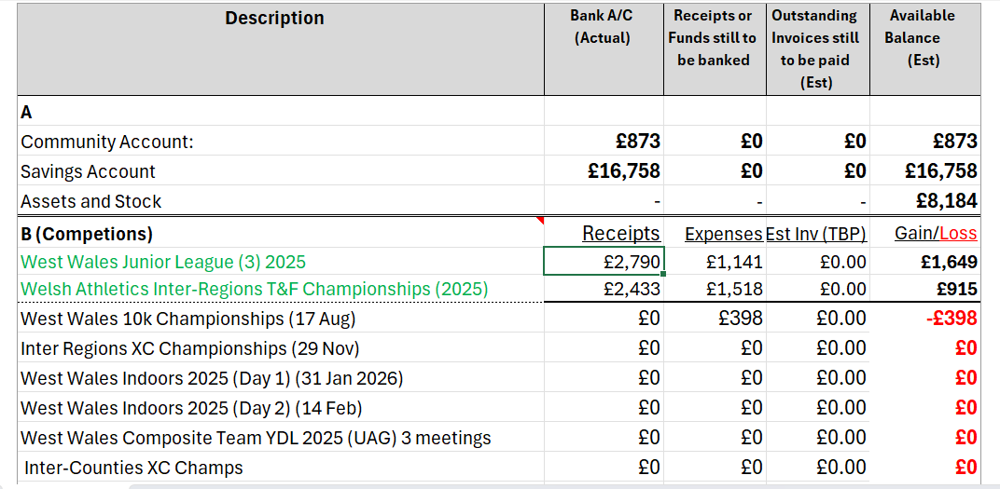 Description Bank A/C (Actual) Receipts or Funds still to be banked Outstanding Invoices still to be paid (Est) Available Balance (Est)
A
Community Account: £873 £0 £0 £873
Savings Account £16,758 £0 £0 £16,758
Assets and Stock - - - £8,184
B (Competions) Receipts Expenses Est Inv (TBP) Gain/Loss
West Wales Junior League (3) 2025 £2,790 £1,141 £0.00 £1,649
Welsh Athletics Inter-Regions T&F Championships (2025) £2,433 £1,518 £0.00 £915
West Wales 10k Championships (17 Aug) £0 £398 £0.00 -£398
Inter Regions XC Championships (29 Nov) £0 £0 £0.00 £0
West Wales Indoors 2025 (Day 1) (31 Jan 2026) £0 £0 £0.00 £0
West Wales Indoors 2025 (Day 2) (14 Feb) £0 £0 £0.00 £0
West Wales Composite Team YDL 2025 (UAG) 3 meetings £0 £0 £0.00 £0
Inter-Counties XC Champs £0 £0 £0.00 £0